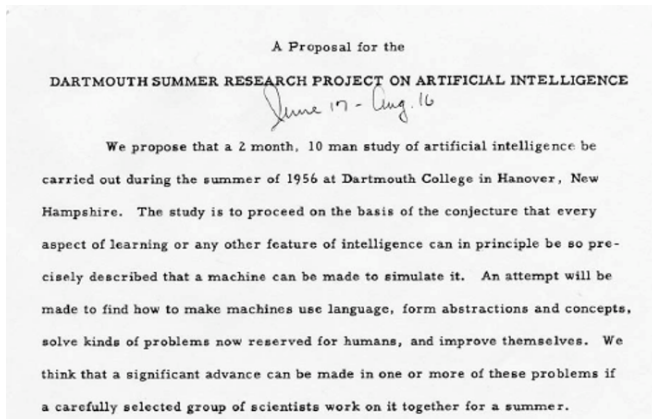 A Proposal for the
DARTMOUTH SUMMER RESEARCH PROJECT ON ARTIFICIAL INTELLIGENCE
June 17 - Aug. 16
We propose that a 2 month, 10 man study of artificial intelligence be
carried out during the summer of 1956 at Dartmouth College in Hanover, New
Hampshire. The study is to proceed on the basis of the conjecture that every
aspect of learning or any other feature of intelligence can in principle be so pre-
cisely described that a machine can be made to simulate it. An attempt will be
made to find how to make machines use language, form abstractions and concepts,
solve kinds of problems now reserved for humans, and improve themselves. We
think that a significant advance can be made in one or more of these problems if
a carefully selected group of scientists work on it together for a summer.